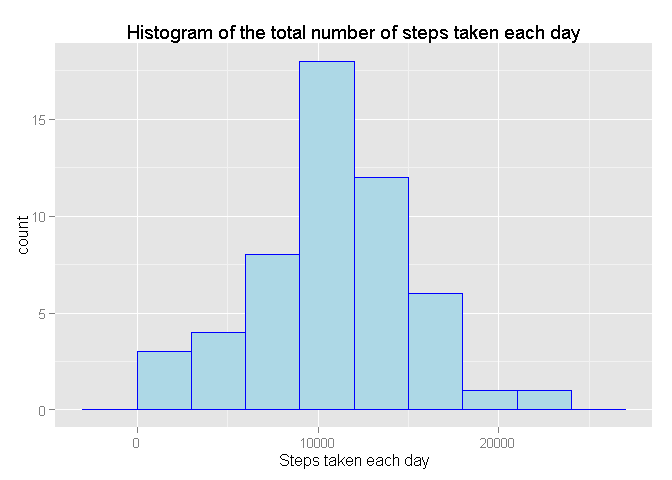 Histogram of the total number of steps taken each day
count
15
10
5
0
0 10000 20000
Steps taken each day